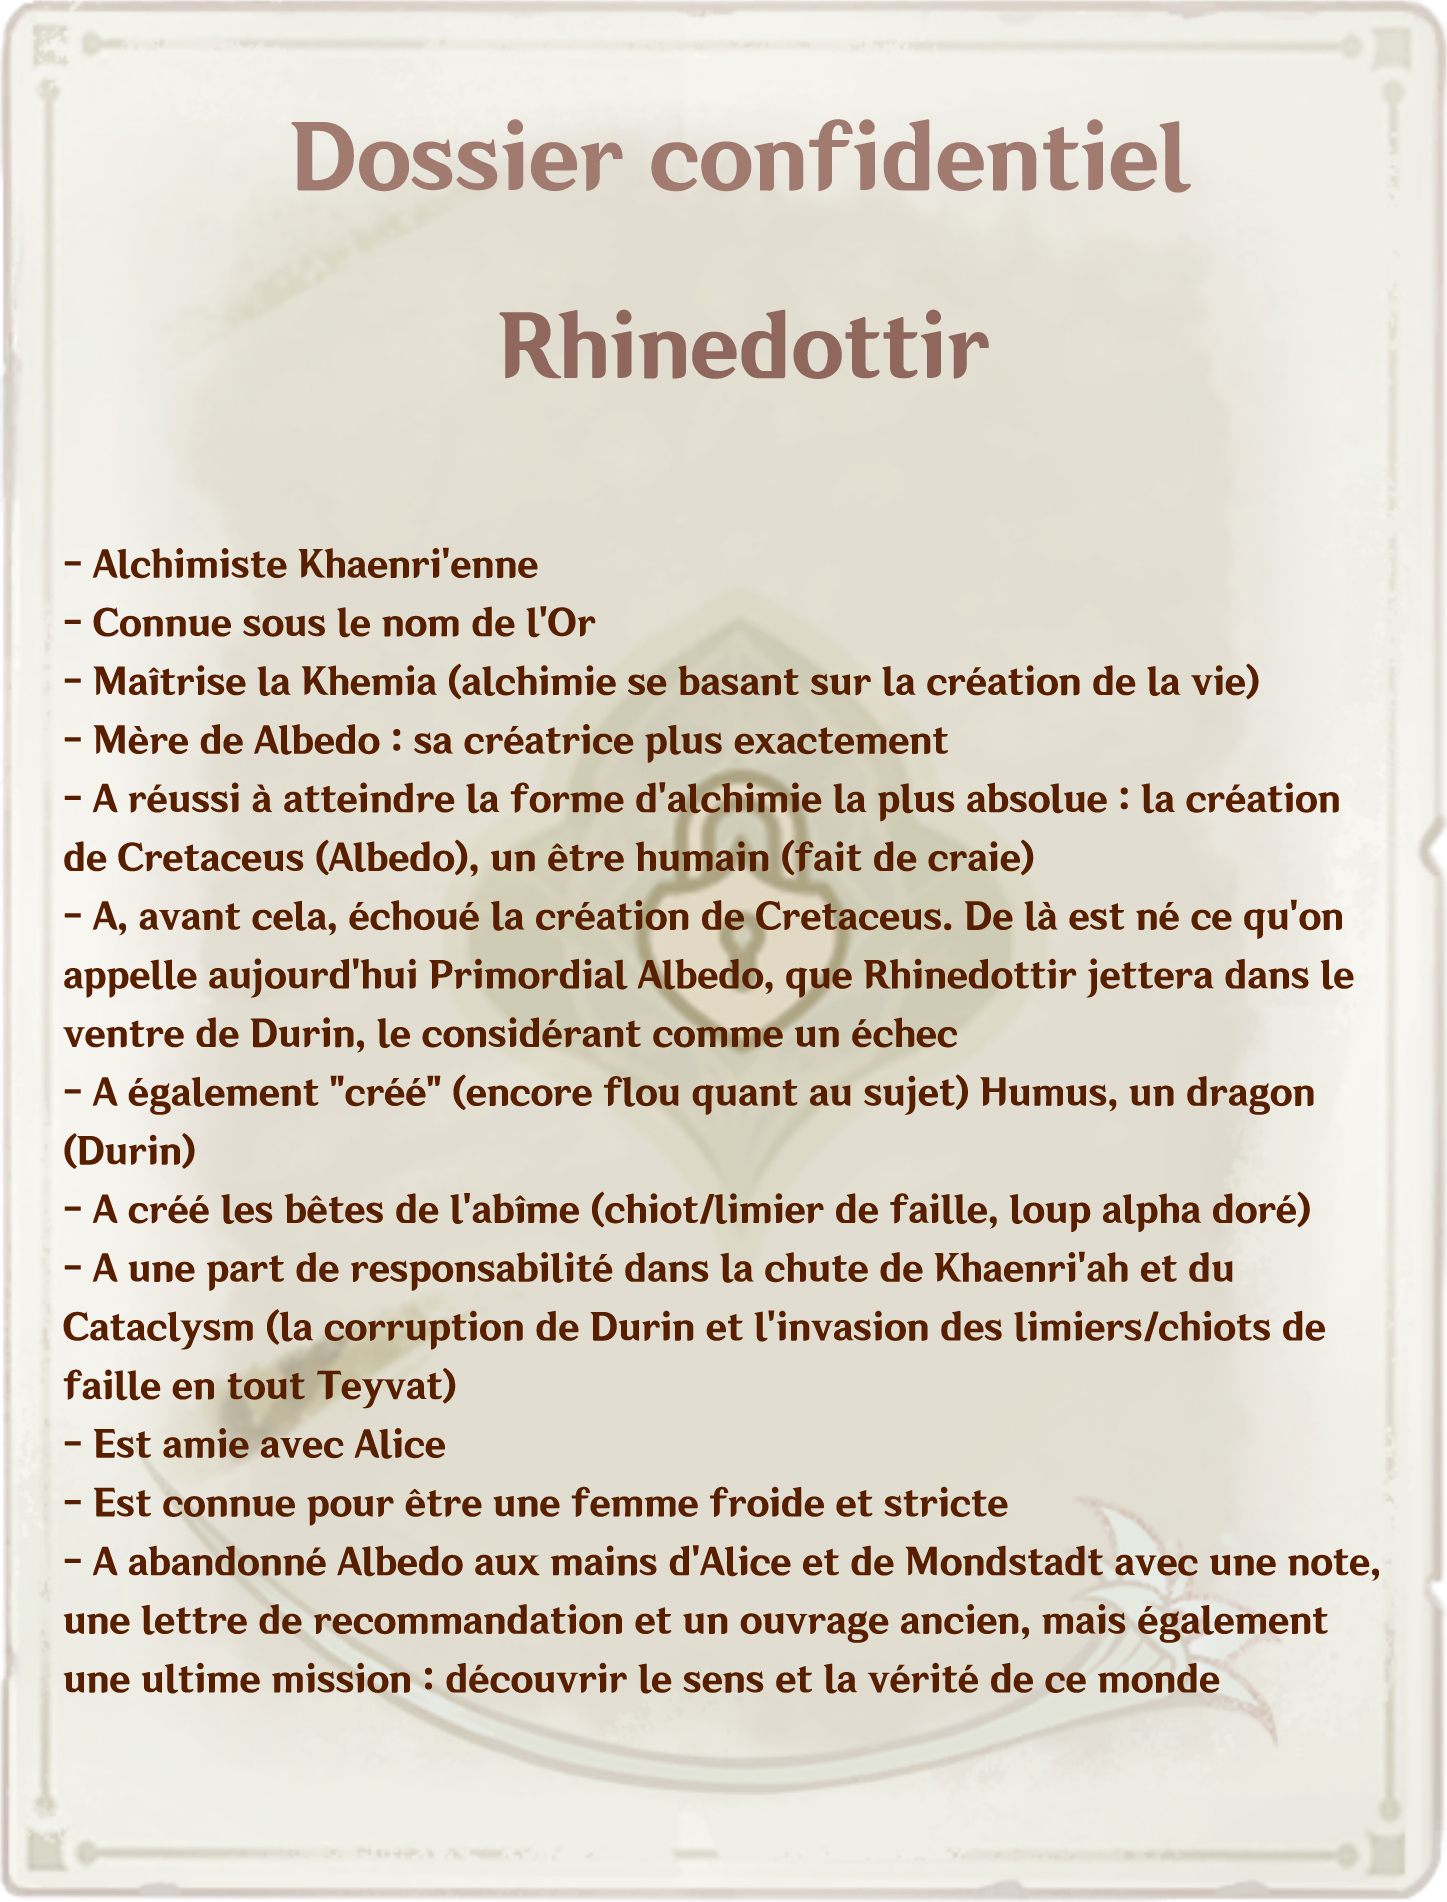 Dossier confidentiel
Rhinedottir
- Alchimiste Khaenri'enne
- Connue sous le nom de l'Or
- Maîtrise la Khemia (alchimie se basant sur la création de la vie)
- Mère de Albedo : sa créatrice plus exactement
- A réussi à atteindre la forme d'alchimie la plus absolue : la création
de Cretaceus (Albedo), un être humain (fait de craie)
- A, avant cela, échoué la création de Cretaceus. De là est né ce qu'on
appelle aujourd'hui Primordial Albedo, que Rhinedottir jettera dans le
ventre de Durin, le considérant comme un échec
- A également "créé" (encore flou quant au sujet) Humus, un dragon
(Durin)
- A créé les bêtes de l'abîme (chiot/limier de faille, loup alpha doré)
- A une part de responsabilité dans la chute de Khaenri'ah et du
Cataclysm (la corruption de Durin et l'invasion des limiers/chiots de
faille en tout Teyvat)
- Est amie avec Alice
- Est connue pour être une femme froide et stricte
- A abandonné Albedo aux mains d'Alice et de Mondstadt avec une note,
une lettre de recommandation et un ouvrage ancien, mais également
une ultime mission : découvrir le sens et la vérité de ce monde